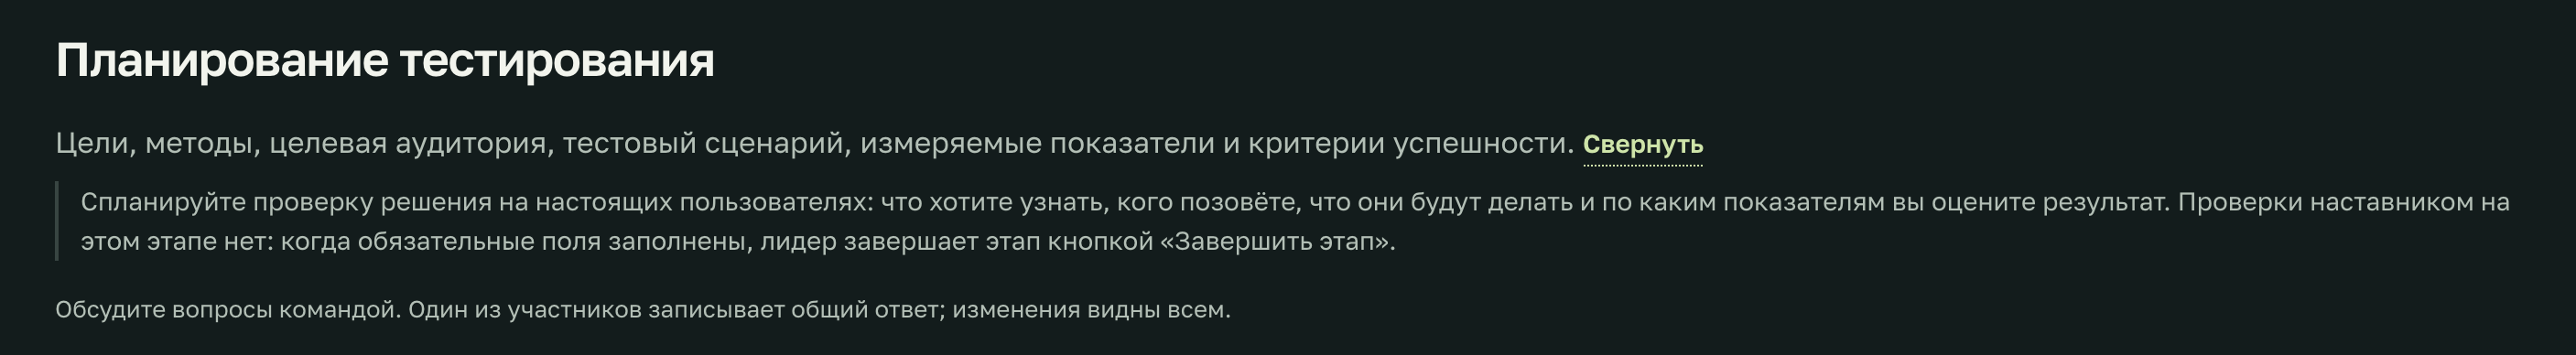 Планирование тестирования
Цели, методы, целевая аудитория, тестовый сценарий, измеряемые показатели и критерии успешности. Свернуть
Спланируйте проверку решения на настоящих пользователях: что хотите узнать, кого позовёте, что они будут делать и по каким показателям вы оцените результат. Проверки наставником на
этом этапе нет: когда обязательные поля заполнены, лидер завершает этап кнопкой «Завершить этап».
Обсудите вопросы командой. Один из участников записывает общий ответ; изменения видны всем.